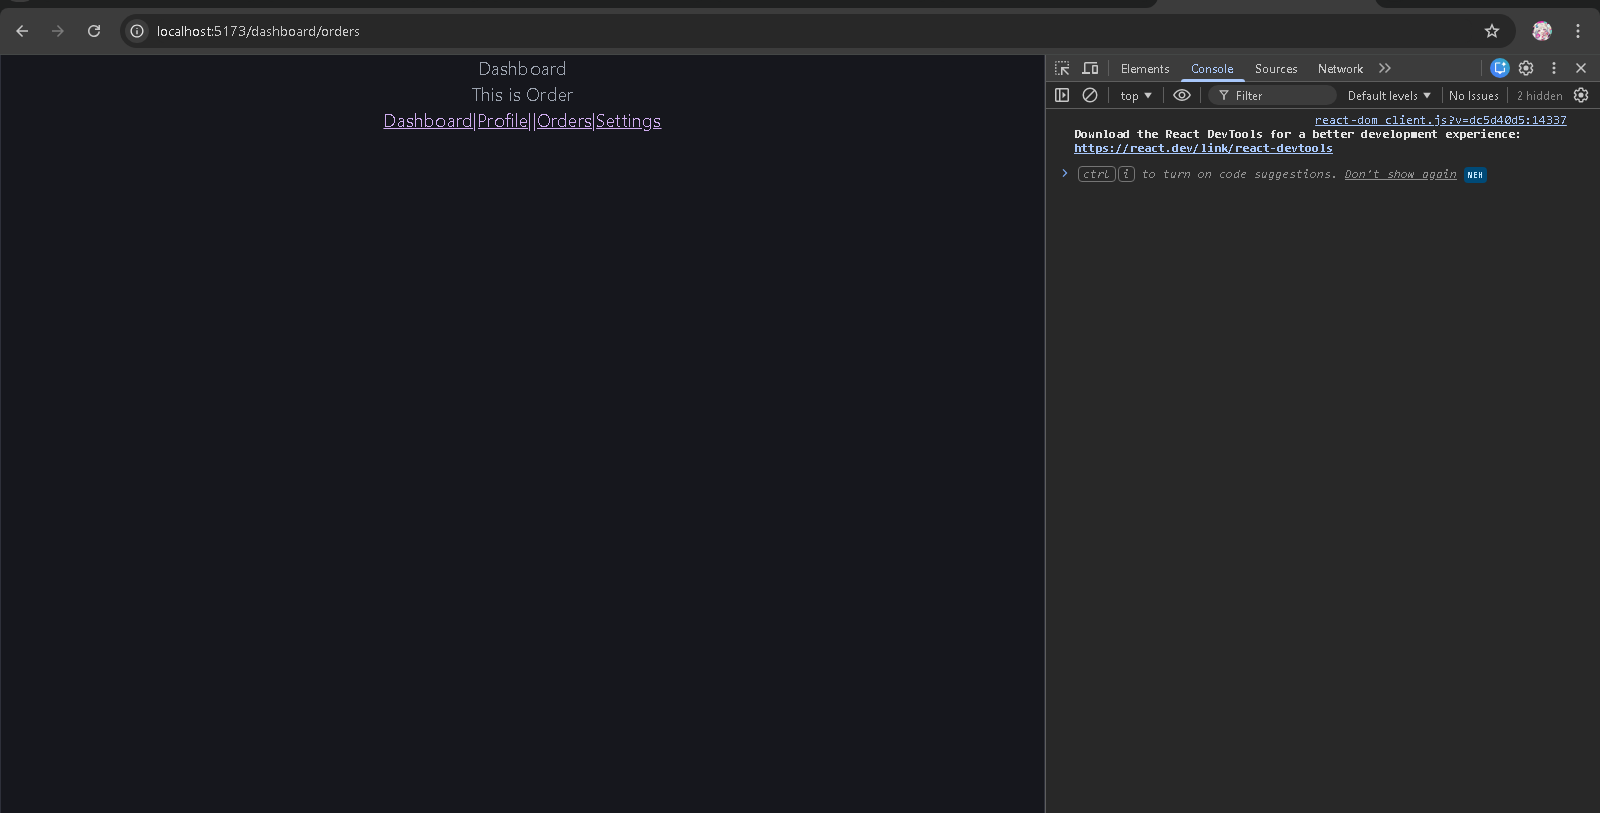 localhost:5173/dashboard/orders
Dashboard
This is Order
Dashboard|Profile||Orders|Settings
Elements Console Sources Network
top Filter Default levels No Issues 2 hidden
react-dom_client.js?v=dc5d40d5:14337
Download the React DevTools for a better development experience:
https://react.dev/link/react-devtools
ctrl i to turn on code suggestions. Don't show again NEW